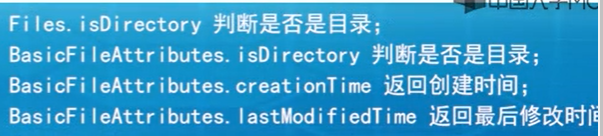 Files.isDirectory 判断是否是目录;
BasicFileAttributes.isDirectory 判断是否是目录;
BasicFileAttributes.creationTime 返回创建时间;
BasicFileAttributes.lastModifiedTime 返回最后修改时